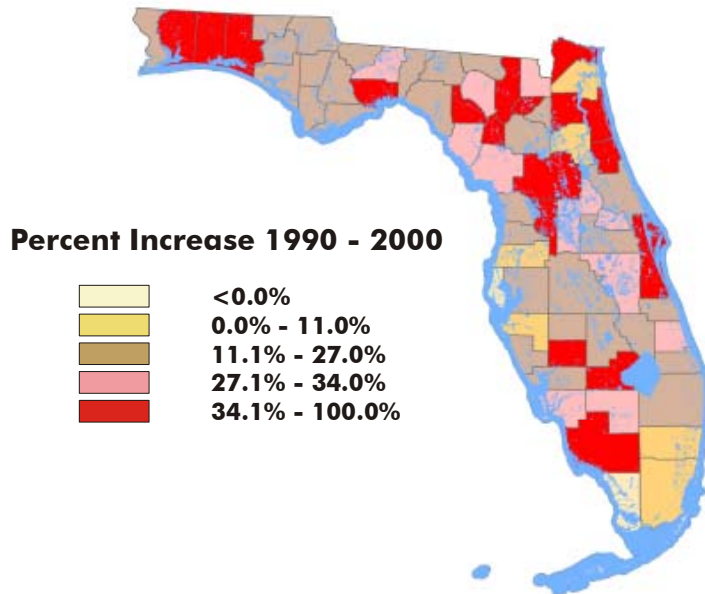 Percent Increase 1990 - 2000
<0.0%
0.0% - 11.0%
11.1% - 27.0%
27.1% - 34.0%
34.1% - 100.0%